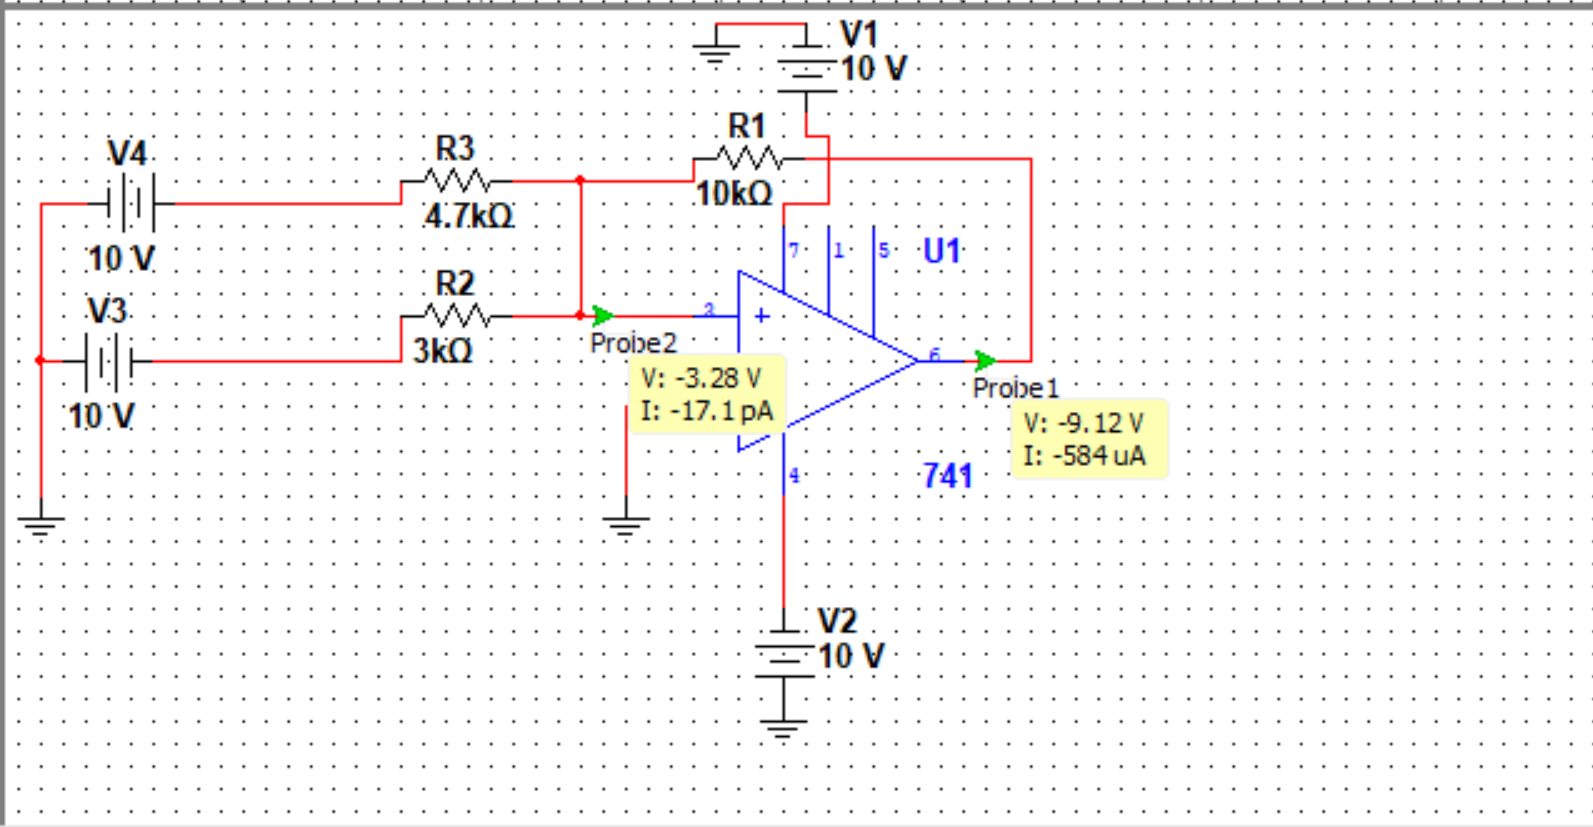 V1
10 V
R1
10kΩ
V4
10 V
R3
4.7kΩ
7
1
5
U1
R2
3kΩ
V3
10 V
3
+
Probe2
V: -3.28 V
I: -17.1 pA
6
Probe1
V: -9.12 V
I: -584 uA
4
741
V2
10 V